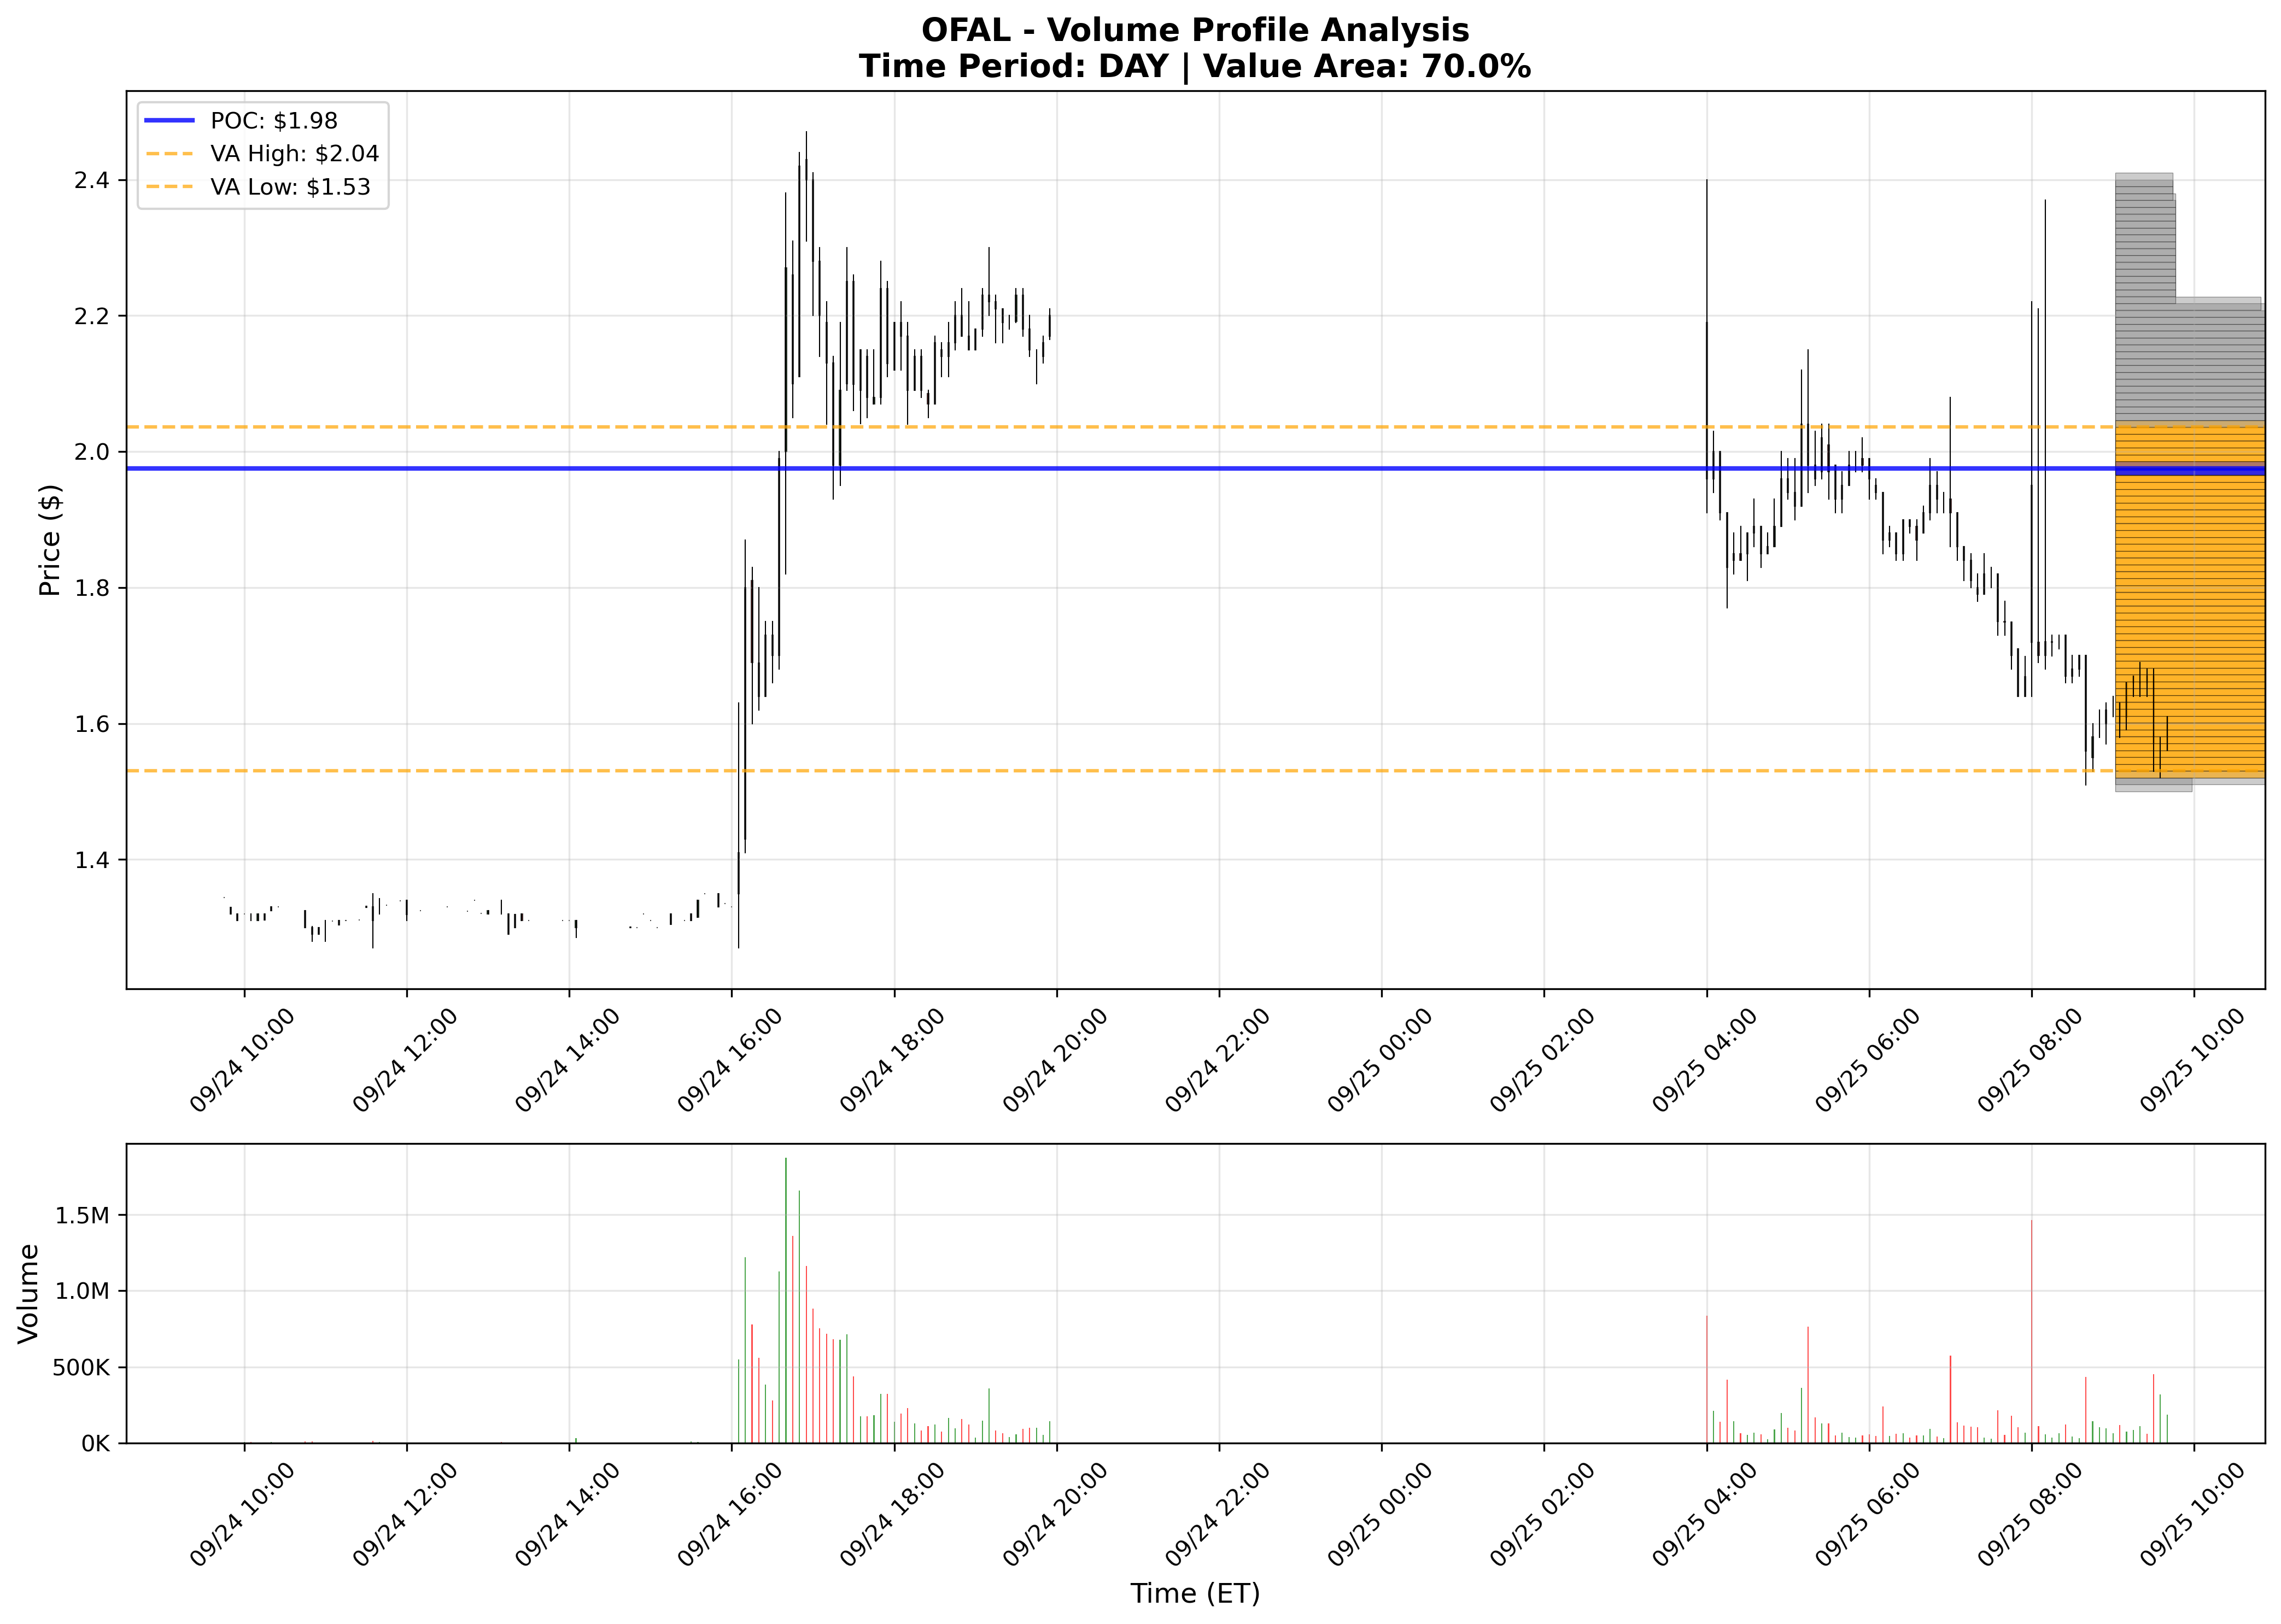 OFAL - Volume Profile Analysis
Time Period: DAY | Value Area: 70.0%
POC: $1.98
VA High: $2.04
VA Low: $1.53
Price ($)
2.4
2.2
2.0
1.8
1.6
1.4
09/24 10:00
09/24 12:00
09/24 14:00
09/24 16:00
09/24 18:00
09/24 20:00
09/24 22:00
09/25 00:00
09/25 02:00
09/25 04:00
09/25 06:00
09/25 08:00
09/25 10:00
Volume
1.5M
1.0M
500K
0K
09/24 10:00
09/24 12:00
09/24 14:00
09/24 16:00
09/24 18:00
09/24 20:00
09/24 22:00
09/25 00:00
09/25 02:00
09/25 04:00
09/25 06:00
09/25 08:00
09/25 10:00
Time (ET)